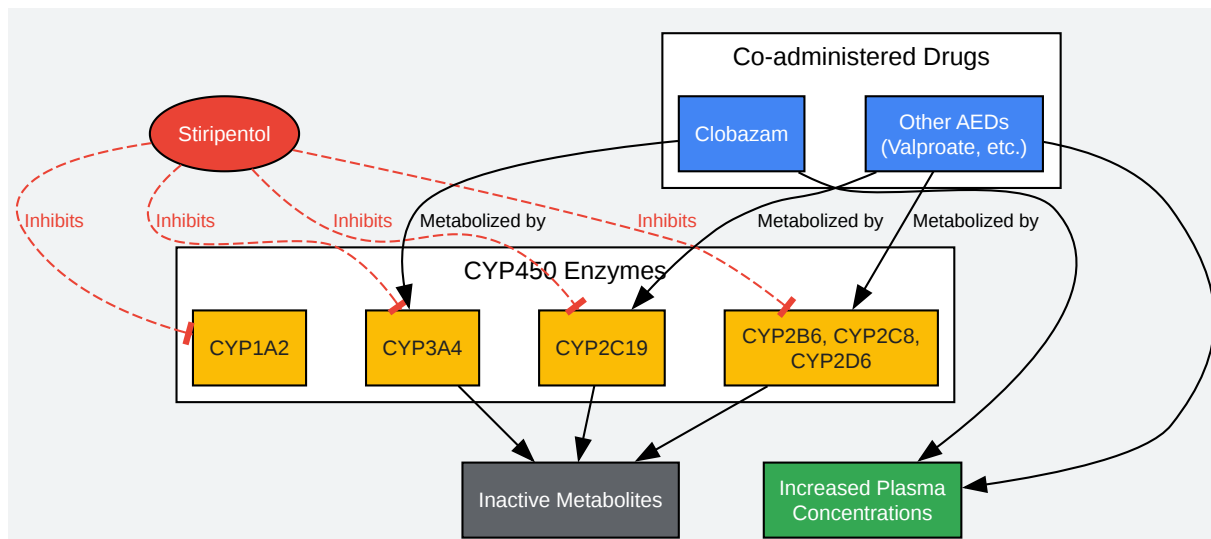 Co-administered Drugs
Stiripentol
Clobazam
Other AEDs
(Valproate, etc.)
Inhibits
Inhibits
Inhibits
Metabolized by
Inhibits
Metabolized by
Metabolized by
CYP450 Enzymes
CYP1A2
CYP3A4
CYP2C19
CYP2B6, CYP2C8,
CYP2D6
Inactive Metabolites
Increased Plasma
Concentrations